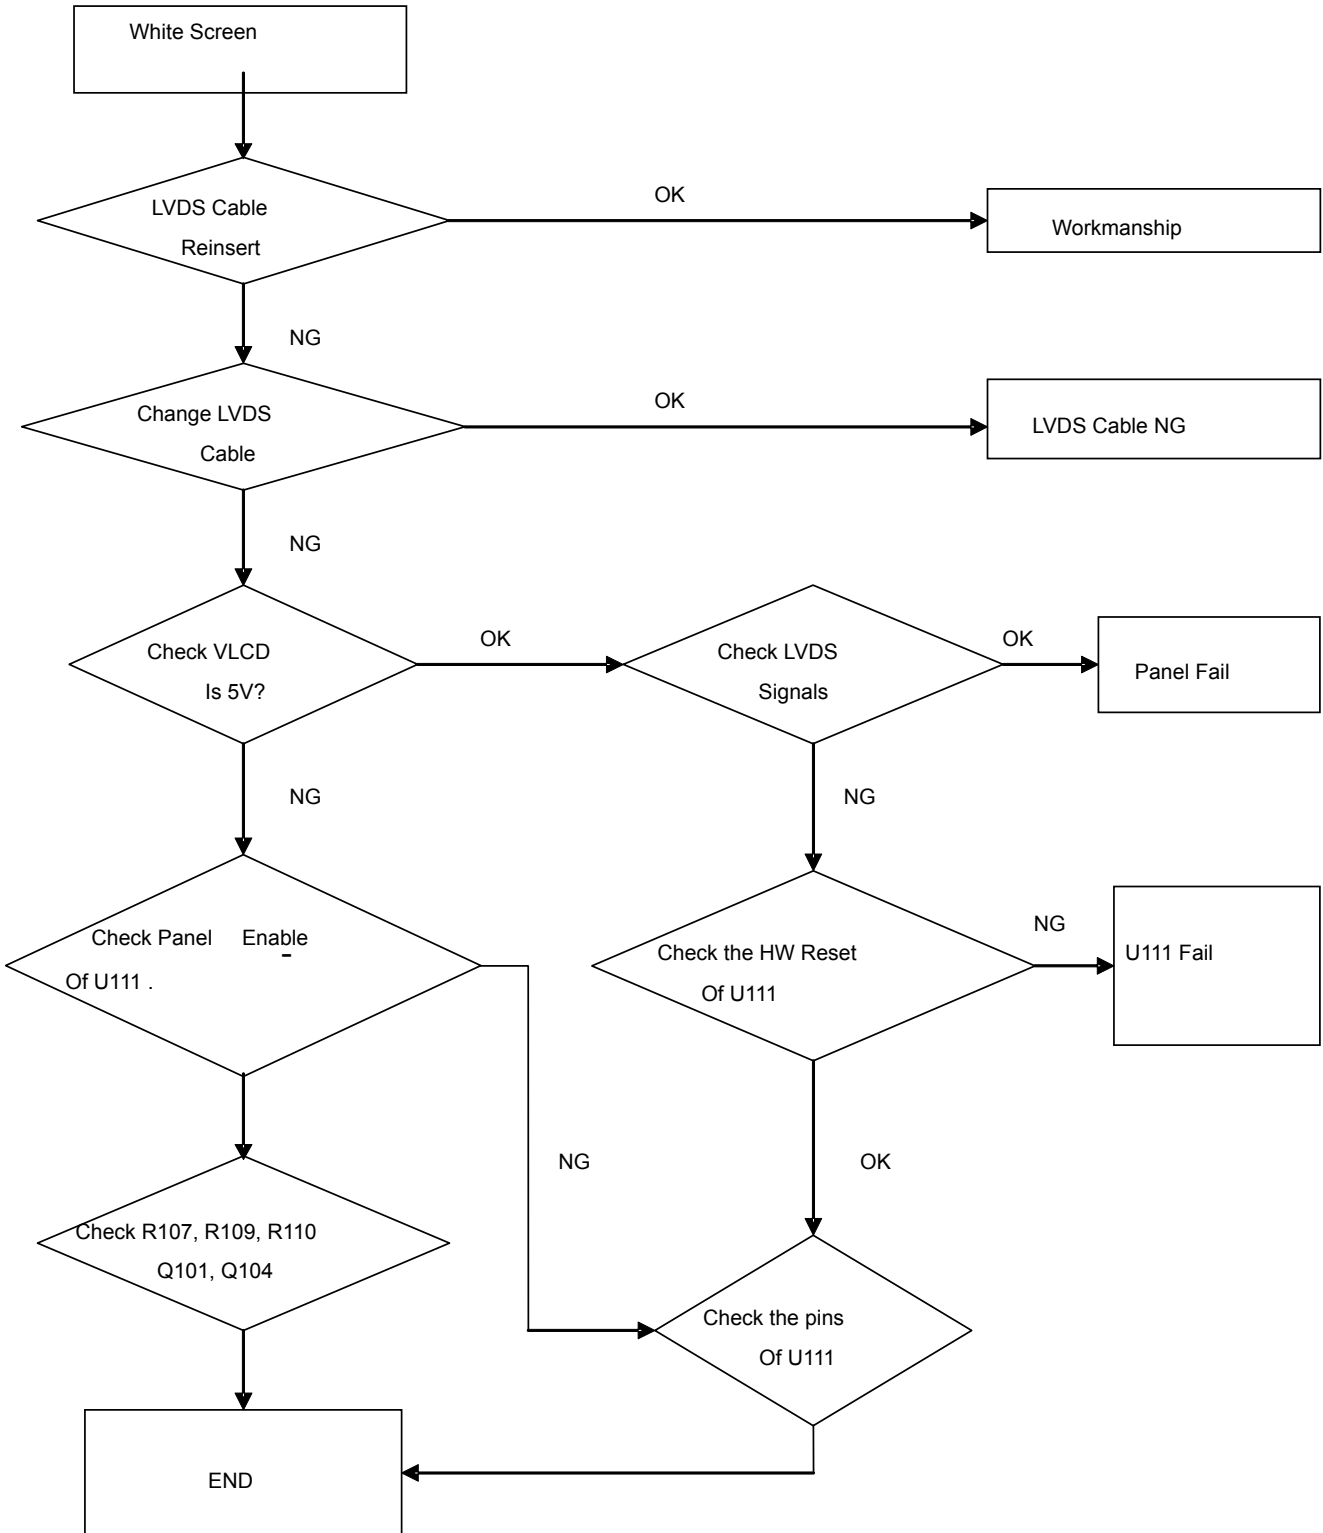 White Screen
LVDS Cable
Reinsert
OK
Workmanship
NG
Change LVDS
Cable
OK
LVDS Cable NG
NG
Check VLCD
Is 5V?
OK
Check LVDS
Signals
OK
Panel Fail
NG
NG
Check Panel Enable
Of U111 .
-
Check the HW Reset
Of U111
NG
U111 Fail
NG
OK
Check R107, R109, R110
Q101, Q104
Check the pins
Of U111
END